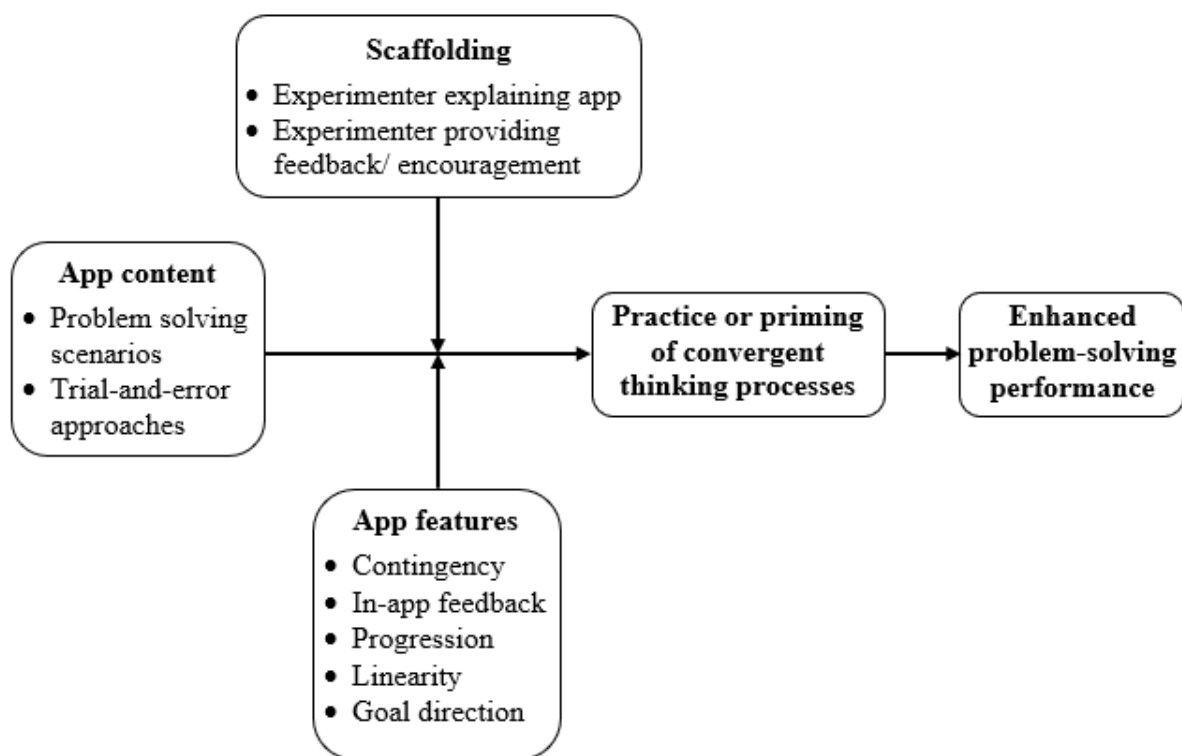 Scaffolding
• Experimenter explaining app
• Experimenter providing
feedback/ encouragement
App content
• Problem solving
scenarios
• Trial-and-error
approaches
Practice or priming
of convergent
thinking processes
Enhanced
problem-solving
performance
App features
• Contingency
• In-app feedback
• Progression
• Linearity
• Goal direction